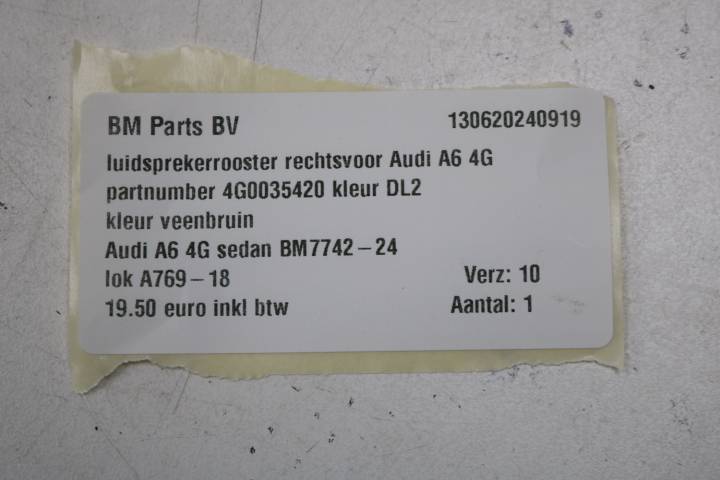 BM Parts BV 130620240919
luidsprekerrooster rechtsvoor Audi A6 4G
partnumber 4G0035420 kleur DL2
kleur veenbruin
Audi A6 4G sedan BM7742-24
lok A769-18 Verz: 10
19.50 euro inkl btw Aantal: 1